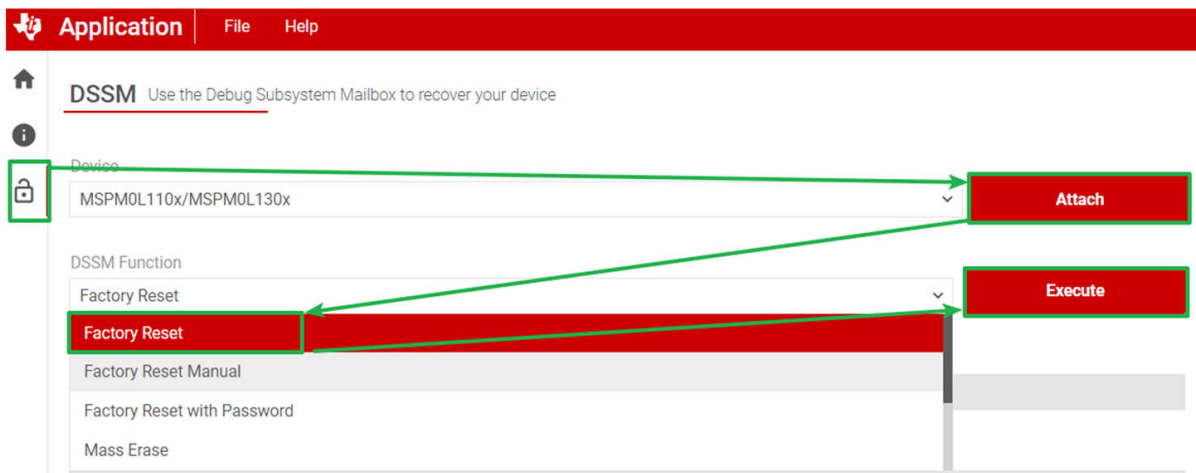 Application File Help
DSSM Use the Debug Subsystem Mailbox to recover your device
Device
MSPM0L110x/MSPM0L130x
Attach
DSSM Function
Factory Reset
Execute
Factory Reset
Factory Reset Manual
Factory Reset with Password
Mass Erase